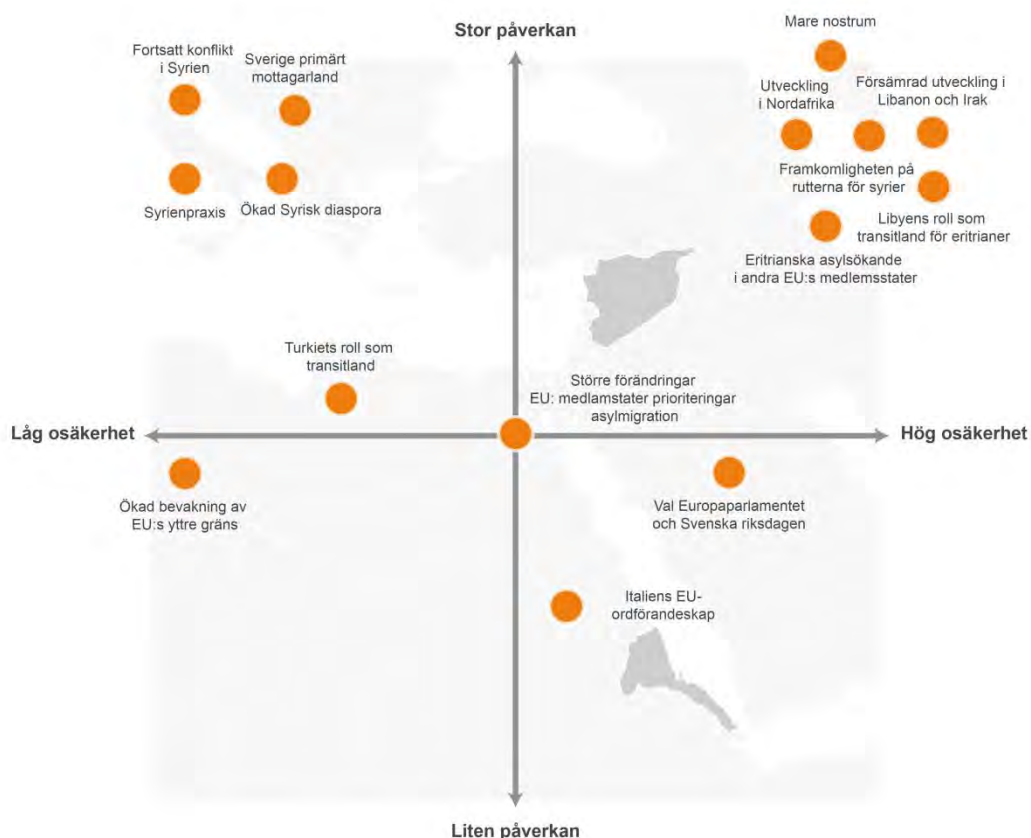 Stor påverkan
Mare nostrum
Fortsatt konflikt
i Syrien
Sverige primärt
mottagarland
Utveckling
i Nordafrika
Försämrad utveckling i
Libanon och Irak
Syrienpraxis
Ökad Syrisk diaspora
Framkomligheten på
rutterna för syrier
Libyens roll som
transitland för eritrianer
Eritrianska asylsökande
i andra EU:s medlemsstater
Turkiets roll som
transitland
Större förändringar
EU: medlamstater prioriteringar
asylmigration
Låg osäkerhet
Hög osäkerhet
Ökad bevakning av
EU:s yttre gräns
Val Europaparlamentet
och Svenska riksdagen
Italiens EU-
ordförandeskap
Liten påverkan